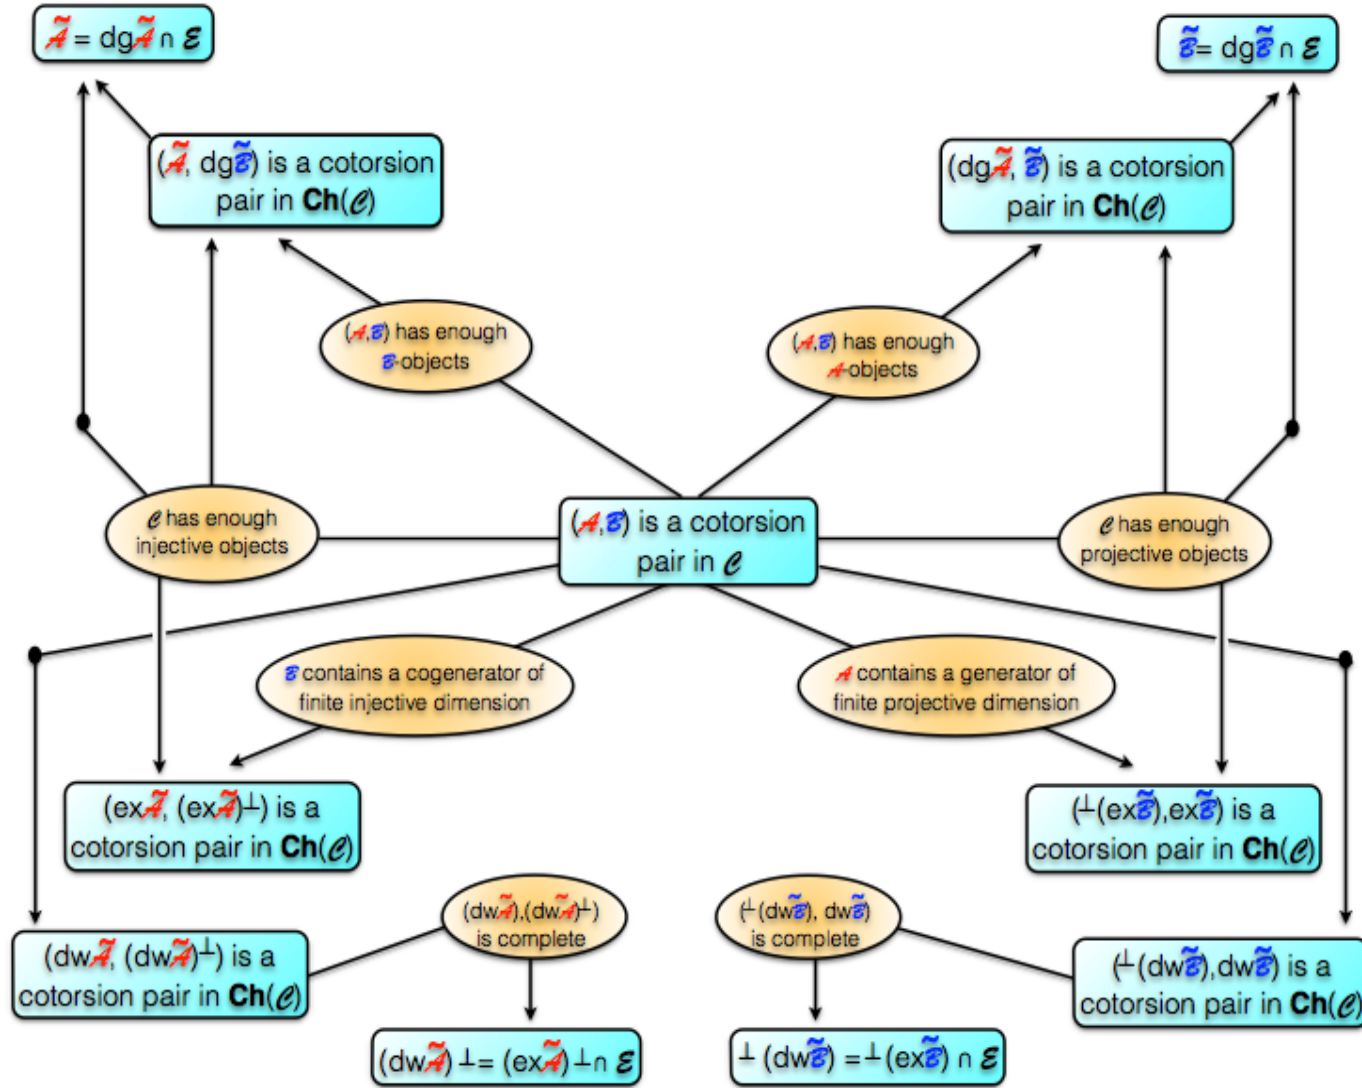 𝒜̃ = dg𝒜̃ ∩ ℰ
ℬ̃= dgℬ̃ ∩ ℰ
(𝒜̃, dgℬ̃) is a cotorsion
pair in Ch(𝒞)
(dg𝒜̃, ℬ̃) is a cotorsion
pair in Ch(𝒞)
(𝒜,ℬ) has enough
ℬ-objects
(𝒜,ℬ) has enough
𝒜-objects
𝒞 has enough
injective objects
(𝒜,ℬ) is a cotorsion
pair in 𝒞
𝒞 has enough
projective objects
ℬ contains a cogenerator of
finite injective dimension
𝒜 contains a generator of
finite projective dimension
(ex𝒜̃, (ex𝒜̃)⊥) is a
cotorsion pair in Ch(𝒞)
(⊥(exℬ̃),exℬ̃) is a
cotorsion pair in Ch(𝒞)
(dw𝒜̃),(dw𝒜̃)⊥)
is complete
(⊥(dwℬ̃), dwℬ̃)
is complete
(dw𝒜̃, (dw𝒜̃)⊥) is a
cotorsion pair in Ch(𝒞)
(⊥(dwℬ̃),dwℬ̃) is a
cotorsion pair in Ch(𝒞)
(dw𝒜̃) ⊥= (ex𝒜̃) ⊥∩ ℰ
⊥ (dwℬ̃) = ⊥(exℬ̃) ∩ ℰ